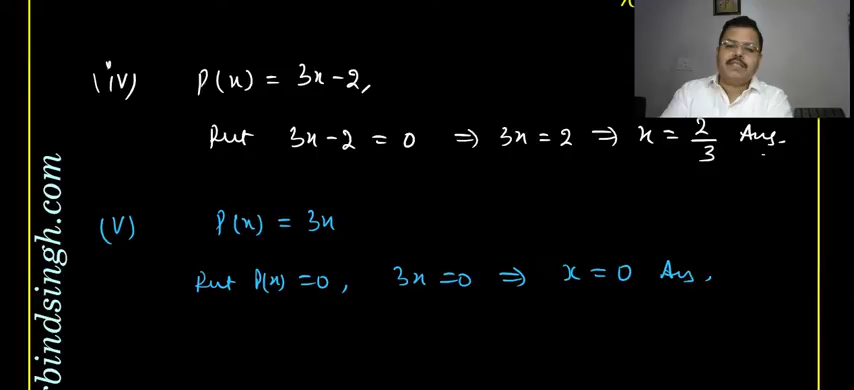 (iv) P(x) = 3x-2,
Put 3x-2 = 0 ⇒ 3x = 2 ⇒ x = 2/3 Ans.
(V) P(x) = 3x
Put P(x) = 0, 3x = 0 ⇒ x = 0 Ans.
rbindsingh.com